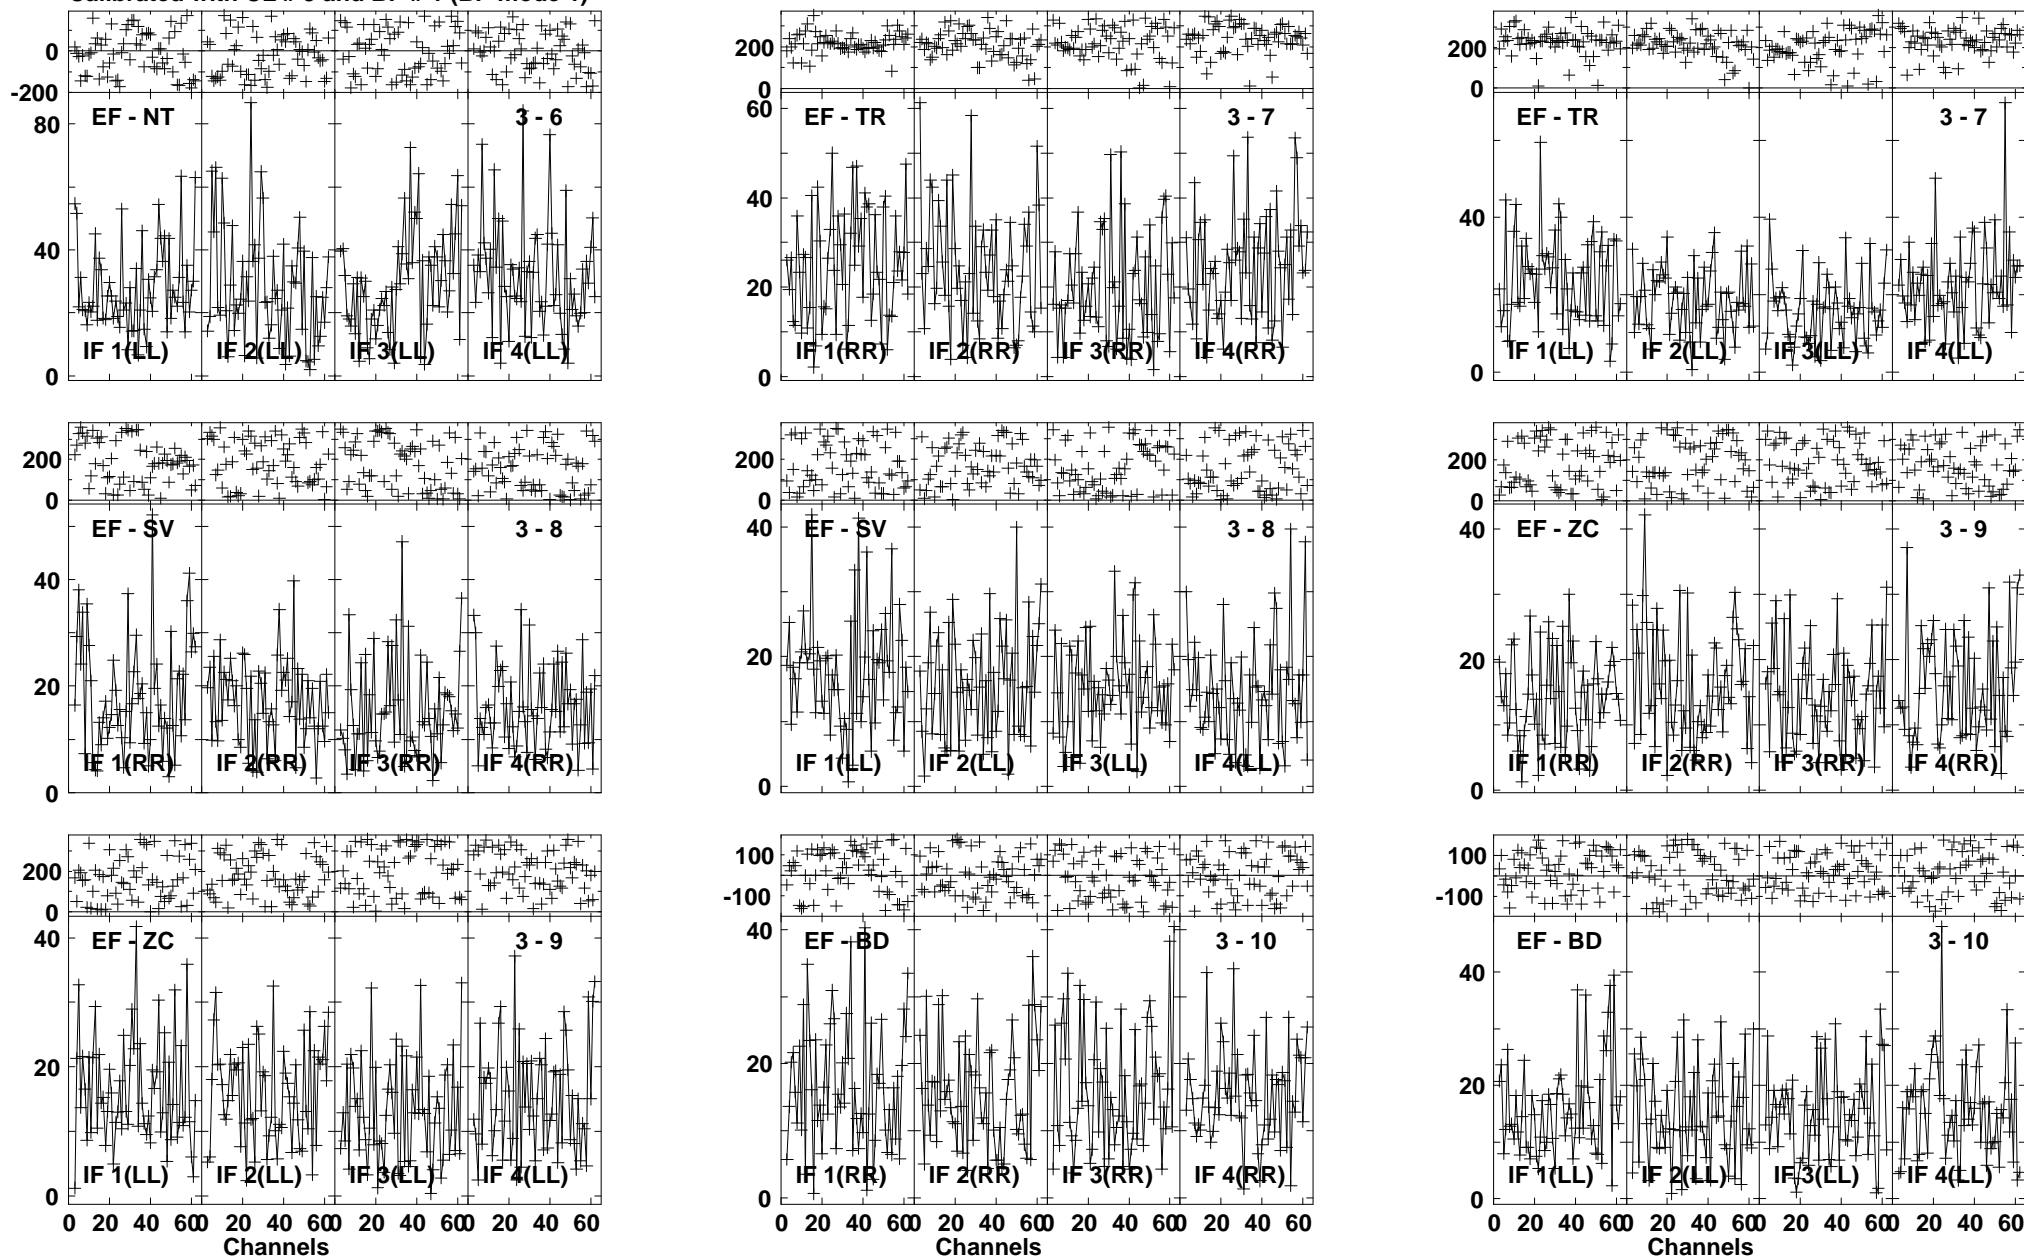 0 200 200
-200 0 0
EF - NT 3 - 6 EF - TR 3 - 7 EF - TR 3 - 7
80 60
40 40 40
20
IF 1(LL) IF 2(LL) IF 3(LL) IF 4(LL) IF 1(RR) IF 2(RR) IF 3(RR) IF 4(RR) IF 1(LL) IF 2(LL) IF 3(LL) IF 4(LL)
0 0 0
200 200 200
0 0 0
EF - SV 3 - 8 EF - SV 3 - 8 EF - ZC 3 - 9
40 40 40
20 20 20
IF 1(RR) IF 2(RR) IF 3(RR) IF 4(RR) IF 1(LL) IF 2(LL) IF 3(LL) IF 4(LL) IF 1(RR) IF 2(RR) IF 3(RR) IF 4(RR)
0 0 0
200 100 100
0 -100 -100
EF - ZC 3 - 9 EF - BD 3 - 10 EF - BD 3 - 10
40 40 40
20 20 20
IF 1(LL) IF 2(LL) IF 3(LL) IF 4(LL) IF 1(RR) IF 2(RR) IF 3(RR) IF 4(RR) IF 1(LL) IF 2(LL) IF 3(LL) IF 4(LL)
0 0 0
0 20 40 60 0 20 40 60 0 20 40 60 0 20 40 60 0 20 40 60 0 20 40 60 0 20 40 60 0 20 40 60 0 20 40 60 0 20 40 60 0 20 40 60 0 20 40 60
Channels Channels Channels